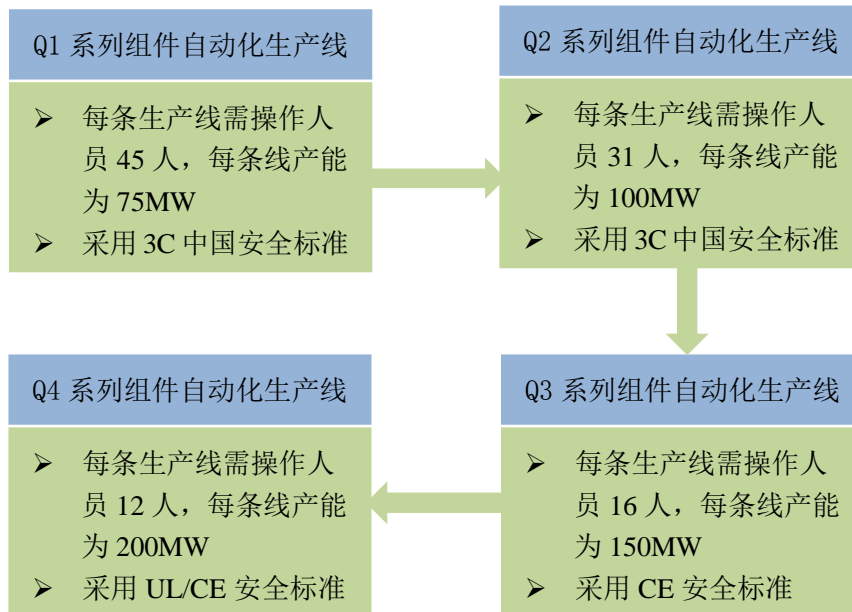 Q1 系列组件自动化生产线
➢ 每条生产线需操作人
员 45 人，每条线产能
为 75MW
➢ 采用 3C 中国安全标准
Q2 系列组件自动化生产线
➢ 每条生产线需操作人
员 31 人，每条线产能
为 100MW
➢ 采用 3C 中国安全标准
Q3 系列组件自动化生产线
➢ 每条生产线需操作人
员 16 人，每条线产能
为 150MW
➢ 采用 CE 安全标准
Q4 系列组件自动化生产线
➢ 每条生产线需操作人
员 12 人，每条线产能
为 200MW
➢ 采用 UL/CE 安全标准